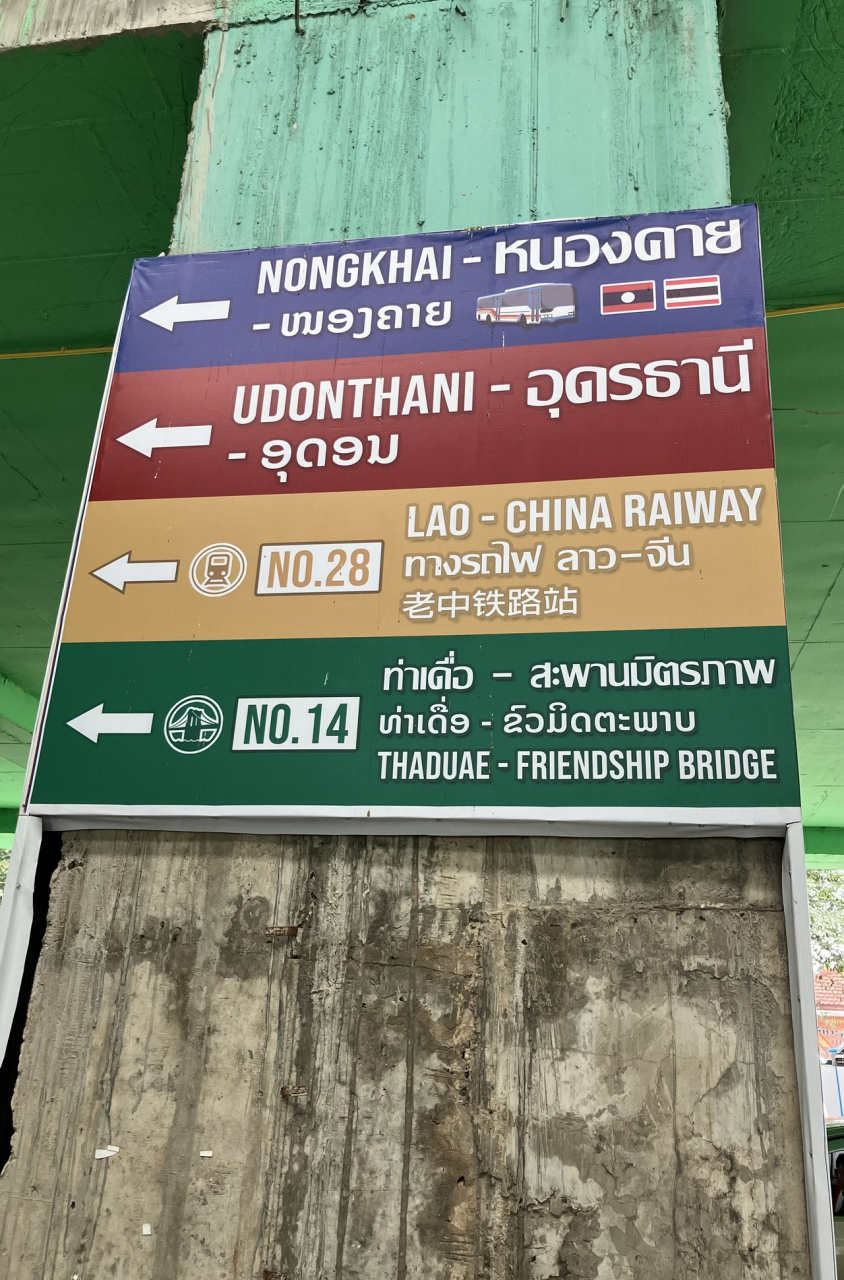 NONGKHAI - หนองคาย
- ໜອງຄາຍ
UDONTHANI - อุดรธานี
- ອຸດອນ
LAO - CHINA RAIWAY
NO.28
ทางรถไฟ ลาว-จีน
老中铁路站
ท่าเดื่อ - สะพานมิตรภาพ
NO.14
ທ່າເດື່ອ - ຂົວມິດຕະພາບ
THADUAE - FRIENDSHIP BRIDGE